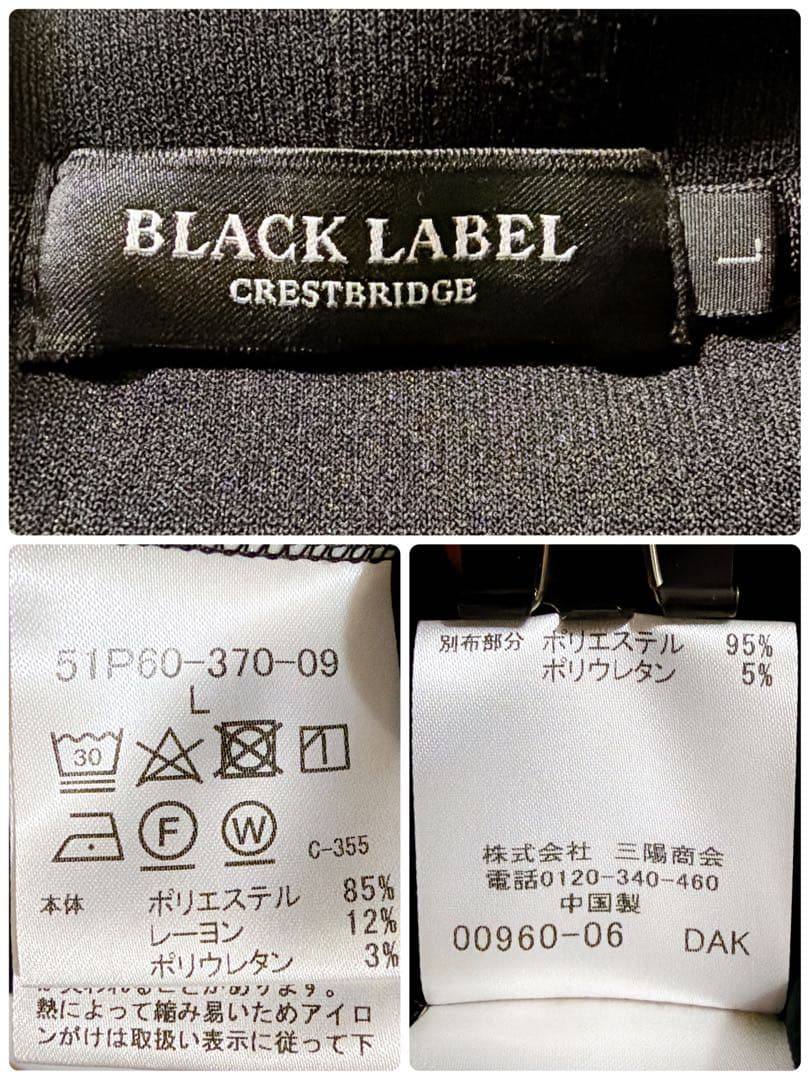 BLACK LABEL
CRESTBRIDGE
L
51P60-370-09
L
30
F
W
C-355
本体 ポリエステル 85%
レーヨン 12%
ポリウレタン 3%
熱によって縮み易いためアイロ
ンがけは取扱い表示に従って下
別布部分 ポリエステル 95%
ポリウレタン 5%
株式会社 三陽商会
電話0120-340-460
中国製
00960-06 DAK